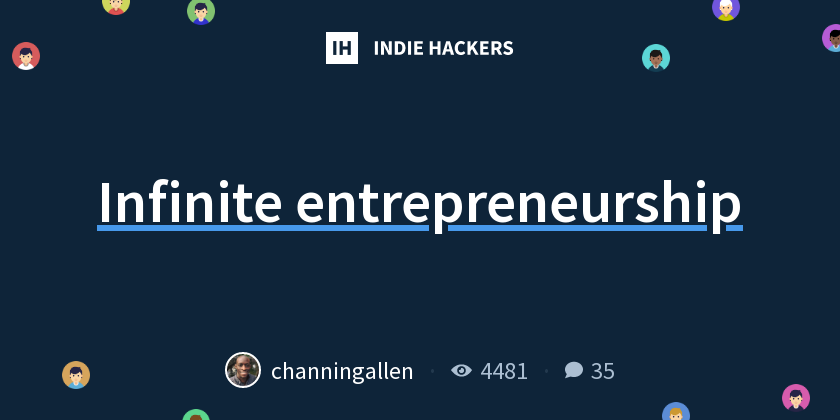 IH INDIE HACKERS
Infinite entrepreneurship
channingallen · 4481 · 35